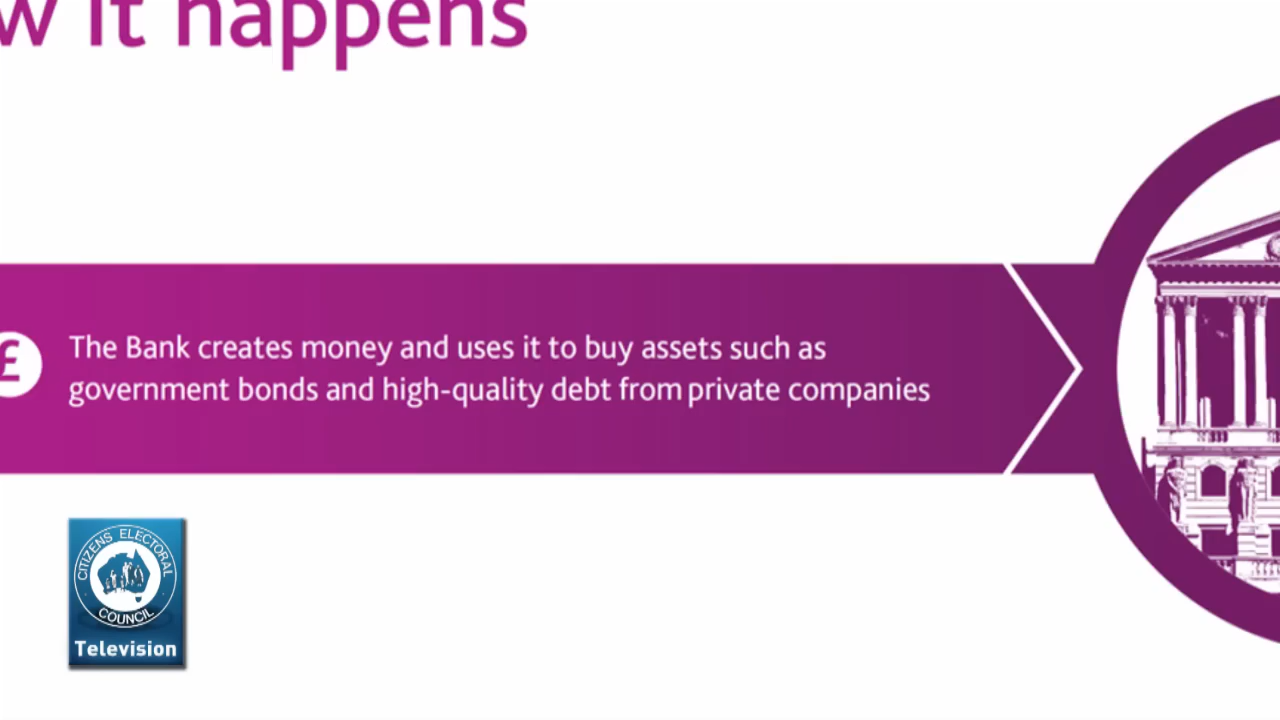 w it happens
£
The Bank creates money and uses it to buy assets such as
government bonds and high-quality debt from private companies
CITIZENS ELECTORAL
COUNCIL
Television